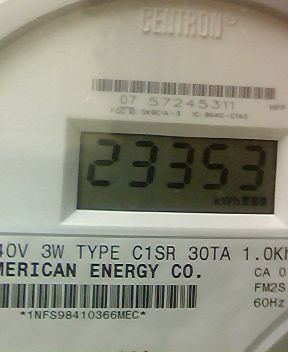 CENTRON
07 57245311
23353
kWh
40V 3W TYPE C1SR 30TA 1.0Kh
MERICAN ENERGY CO.
CA 0
FM2S
60Hz
*1NFS98410366MEC*